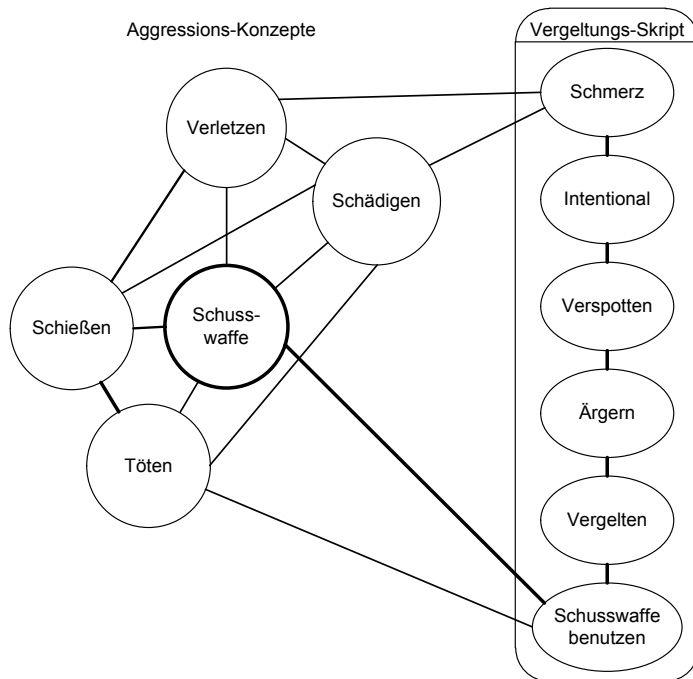 Aggressions-Konzepte
Vergeltungs-Skript
Verletzen
Schädigen
Schuss-
waffe
Schießen
Töten
Schmerz
Intentional
Verspotten
Ärgern
Vergelten
Schusswaffe
benutzen